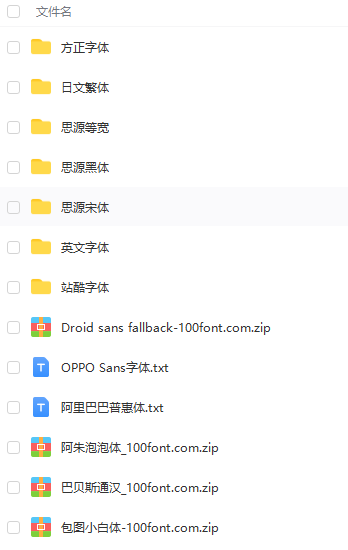 文件名
方正字体
日文繁体
思源等宽
思源黑体
思源宋体
英文字体
站酷字体
Droid sans fallback-100font.com.zip
OPPO Sans字体.txt
阿里巴巴普惠体.txt
阿朱泡泡体_100font.com.zip
巴贝斯通汉_100font.com.zip
包图小白体-100font.com.zip